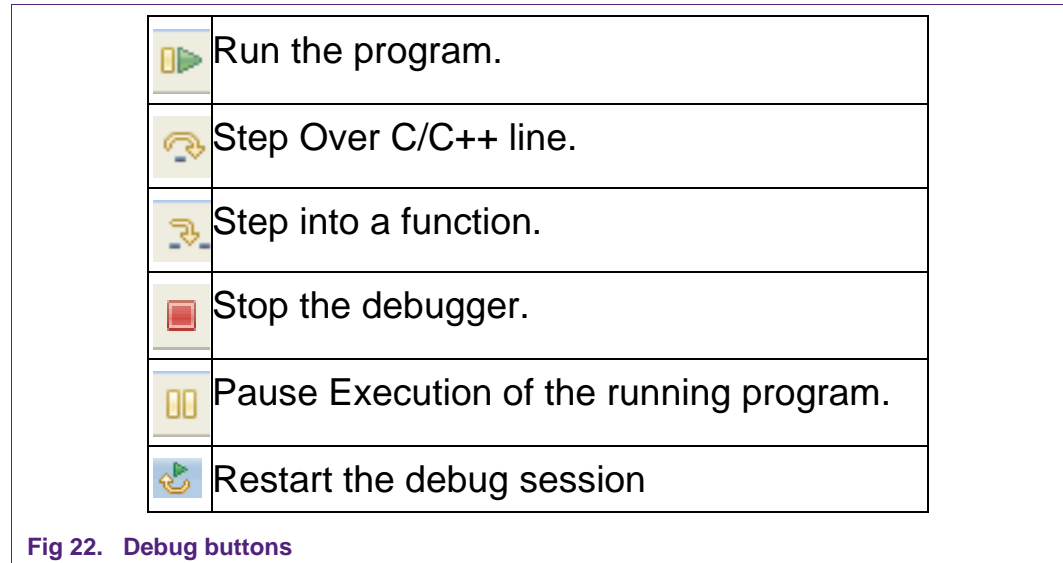 Run the program.
Step Over C/C++ line.
Step into a function.
Stop the debugger.
Pause Execution of the running program.
Restart the debug session
Fig 22. Debug buttons